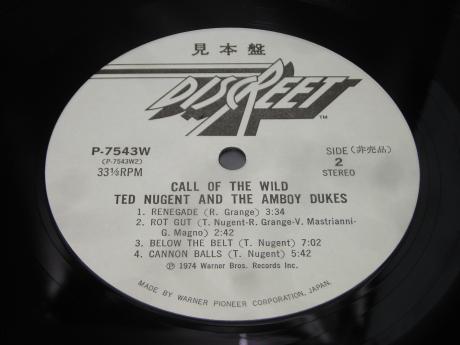 見本盤
DISCREET
TM
P-7543W
(P-7543W2)
33⅓RPM
SIDE (非売品)
2
STEREO
CALL OF THE WILD
TED NUGENT AND THE AMBOY DUKES
1. RENEGADE (R. Grange) 3:34
2. ROT GUT (T. Nugent-R. Grange-V. Mastrianni-
G. Magno) 2:42
3. BELOW THE BELT (T. Nugent) 7:02
4. CANNON BALLS (T. Nugent) 5:42
Ⓟ 1974 Warner Bros. Records Inc.
MADE BY WARNER PIONEER CORPORATION, JAPAN.